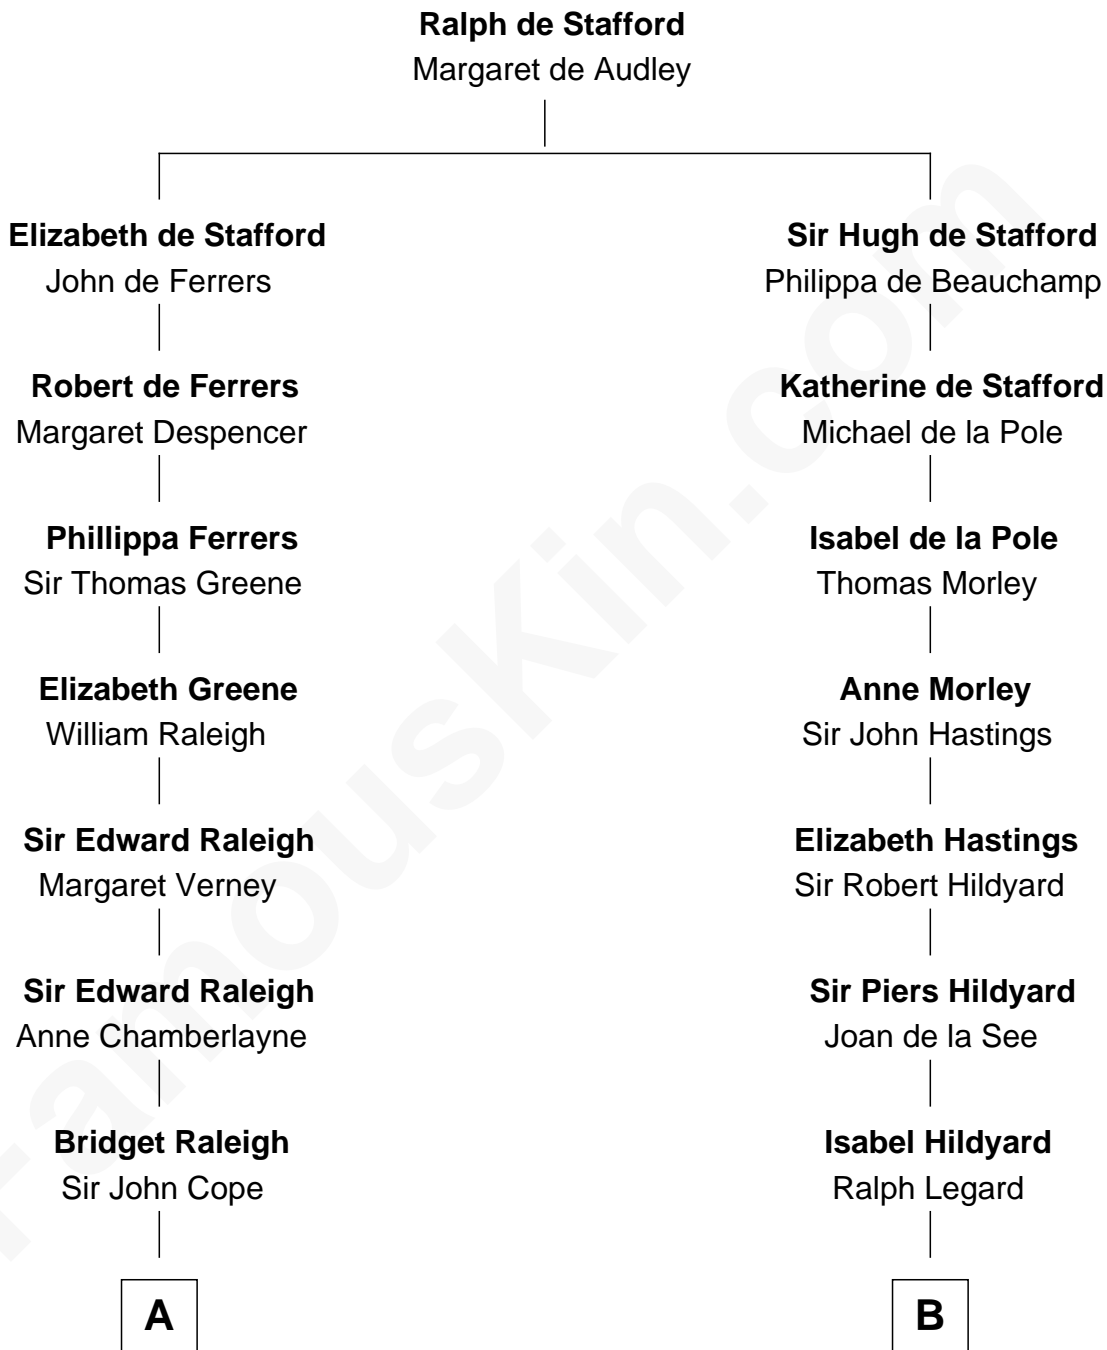 Ralph de Stafford
Margaret de Audley
Elizabeth de Stafford
John de Ferrers
Sir Hugh de Stafford
Philippa de Beauchamp
Robert de Ferrers
Margaret Despencer
Katherine de Stafford
Michael de la Pole
Phillippa Ferrers
Sir Thomas Greene
Isabel de la Pole
Thomas Morley
Elizabeth Greene
William Raleigh
Anne Morley
Sir John Hastings
Sir Edward Raleigh
Margaret Verney
Elizabeth Hastings
Sir Robert Hildyard
Sir Edward Raleigh
Anne Chamberlayne
Sir Piers Hildyard
Joan de la See
Bridget Raleigh
Sir John Cope
Isabel Hildyard
Ralph Legard
A
B
FamousKin.com